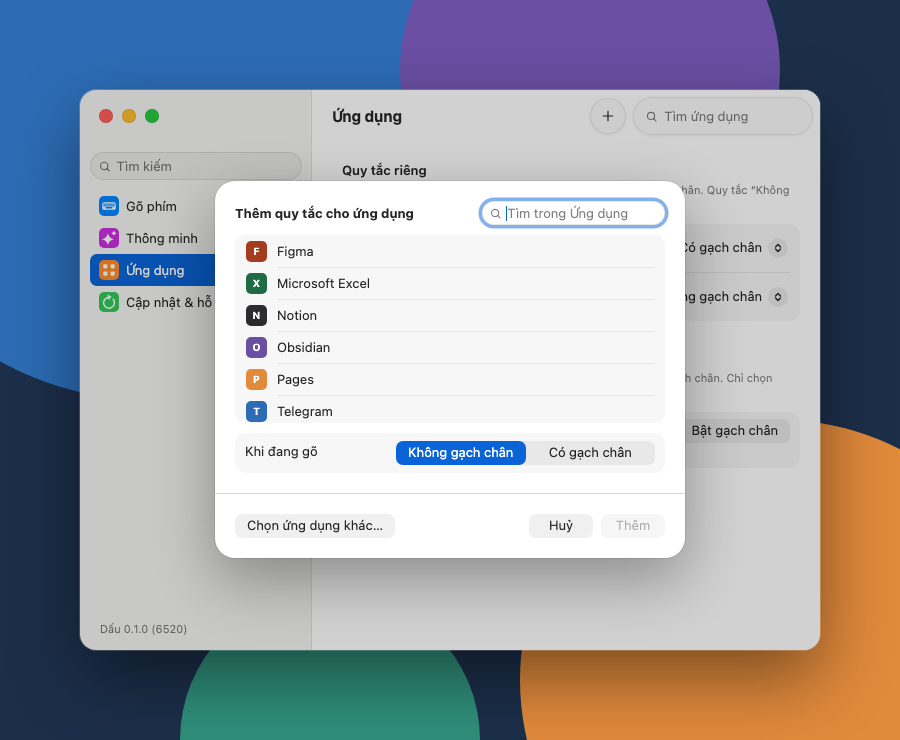 Ứng dụng
Tìm ứng dụng
Tìm kiếm
Quy tắc riêng
chân. Quy tắc “Không
Gõ phím
Thông minh
Ứng dụng
Cập nhật & hỗ
Có gạch chân
gạch chân
chân. Chỉ chọn
Bật gạch chân
Thêm quy tắc cho ứng dụng
Tìm trong Ứng dụng
F Figma
X Microsoft Excel
N Notion
O Obsidian
P Pages
T Telegram
Khi đang gõ
Không gạch chân
Có gạch chân
Chọn ứng dụng khác...
Huỷ
Thêm
Dấu 0.1.0 (6520)